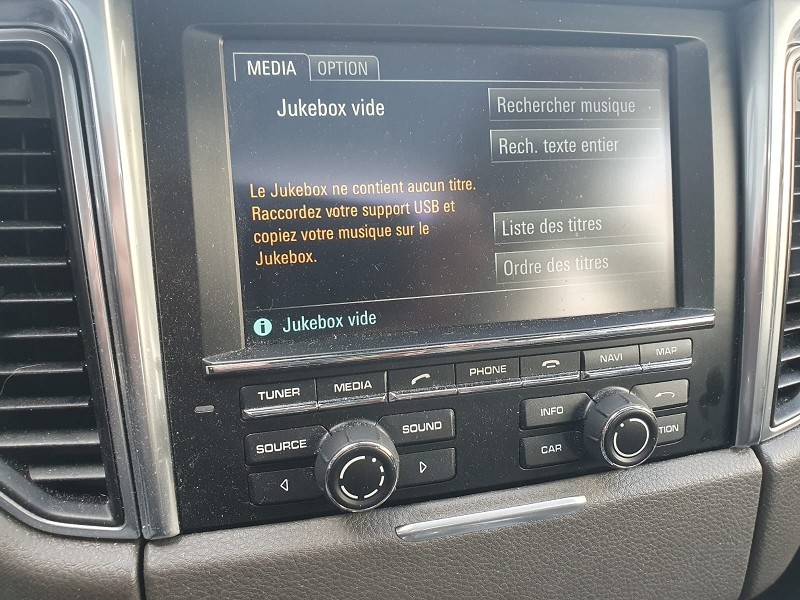 MEDIA OPTION
Jukebox vide
Rechercher musique
Rech. texte entier
Le Jukebox ne contient aucun titre.
Raccordez votre support USB et
copiez votre musique sur le
Jukebox.
Liste des titres
Ordre des titres
Jukebox vide
TUNER MEDIA PHONE NAVI MAP
SOURCE SOUND INFO
CAR TION